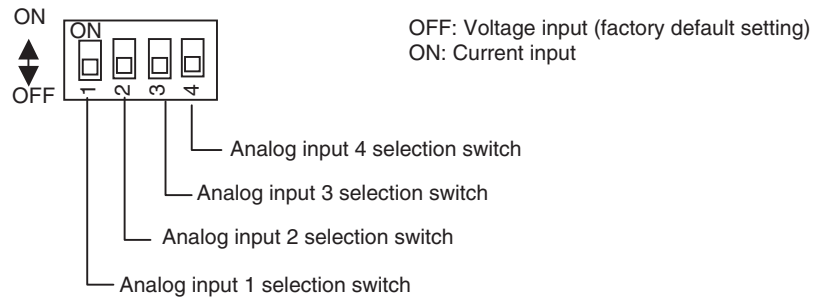 ON
OFF
ON
1 2 3 4
OFF: Voltage input (factory default setting)
ON: Current input
Analog input 4 selection switch
Analog input 3 selection switch
Analog input 2 selection switch
Analog input 1 selection switch